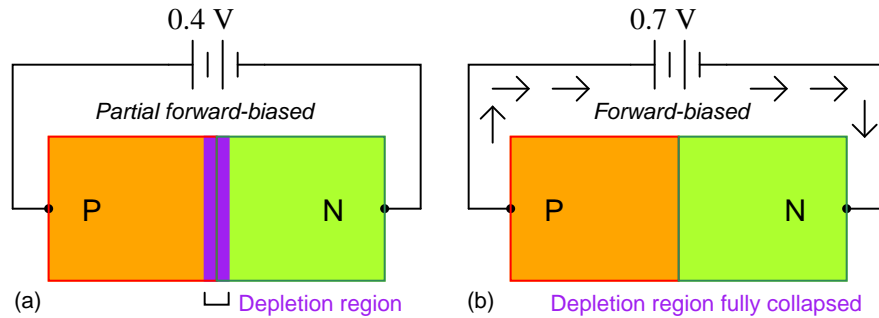 0.4 V
Partial forward-biased
P
N
(a)
Depletion region
0.7 V
Forward-biased
P
N
(b)
Depletion region fully collapsed